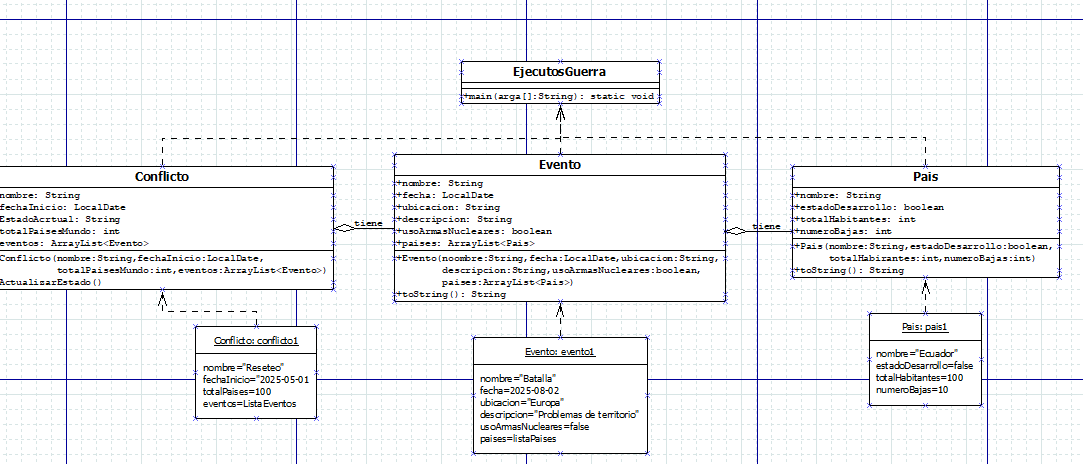 EjecutosGuerra
+main(arga[]:String): static void
Conflicto
nombre: String
fechaInicio: LocalDate
EstadoAcrtual: String
totalPaisesMundo: int
eventos: ArrayList<Evento>
Conflicto(nombre:String,fechaInicio:LocalDate,
totalPaisesMundo:int,eventos:ArrayList<Evento>)
ActualizarEstado()
tiene
Evento
+nombre: String
+fecha: LocalDate
+ubicacion: String
+descripcion: String
+usoArmasNucleares: boolean
+paises: ArrayList<Pais>
+Evento(nombre:String,fecha:LocalDate,ubicacion:String,
descripcion:String,usoArmasNucleares:boolean,
paises:ArrayList<Pais>)
+toString(): String
tiene
Pais
+nombre: String
+estadoDesarrollo: boolean
+totalHabitantes: int
+numeroBajas: int
+Pais(nombre:String,estadoDesarrollo:boolean,
totalHabitantes:int,numeroBajas:int)
+toString(): String
Conflicto: conflicto1
nombre="Reseteo"
fechaInicio="2025-05-01
totalPaises=100
eventos=ListaEventos
Evento: evento1
nombre="Batalla"
fecha=2025-08-02
ubicacion="Europa"
descripcion="Problemas de territorio"
usoArmasNucleares=false
paises=listaPaises
Pais: pais1
nombre="Ecuador"
estadoDesarrollo=false
totalHabitantes=100
numeroBajas=10